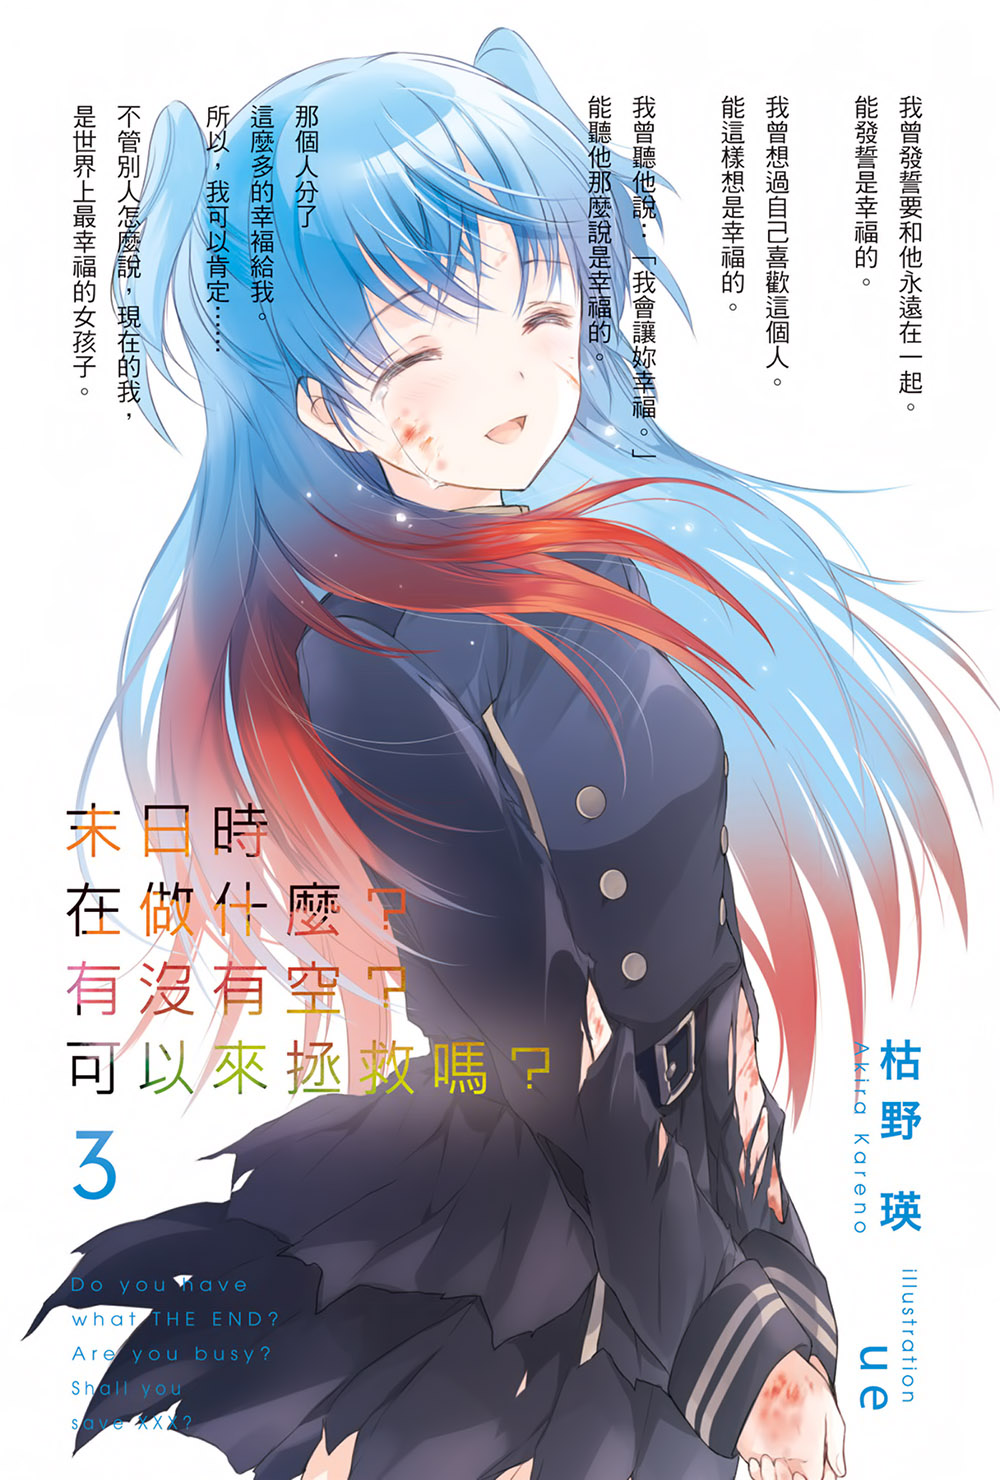 我曾發誓要和他永遠在一起。
能發誓是幸福的。
我曾想過自己喜歡這個人。
能這樣想是幸福的。
我曾聽他說：「我會讓妳幸福。」
能聽他那麼說是幸福的。
那個人分了
這麼多的幸福給我。
所以，我可以肯定……
不管別人怎麼說，現在的我，
是世界上最幸福的女孩子。
末日時
在做什麼？
有沒有空？
可以來拯救嗎？
3
Do you have
what THE END?
Are you busy?
Shall you
save XXX?
枯野 瑛
Akira Kareno
illustration
ue